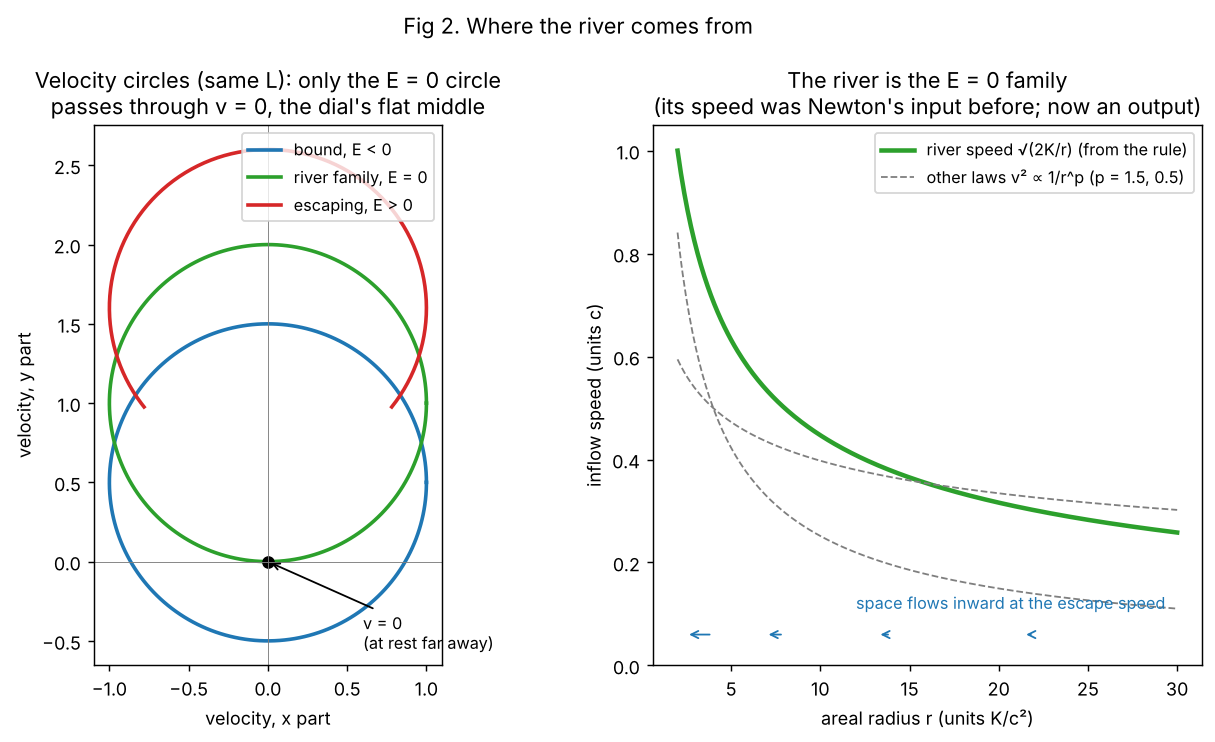 Fig 2. Where the river comes from
Velocity circles (same L): only the E = 0 circle
passes through v = 0, the dial's flat middle
bound, E < 0
river family, E = 0
escaping, E > 0
2.5
2.0
1.5
1.0
0.5
0.0
−0.5
velocity, y part
v = 0
(at rest far away)
−1.0
−0.5
0.0
0.5
1.0
velocity, x part
The river is the E = 0 family
(its speed was Newton's input before; now an output)
river speed √(2K/r) (from the rule)
other laws v² ∝ 1/r^p (p = 1.5, 0.5)
1.0
0.8
0.6
0.4
0.2
0.0
inflow speed (units c)
space flows inward at the escape speed
5
10
15
20
25
30
areal radius r (units K/c²)